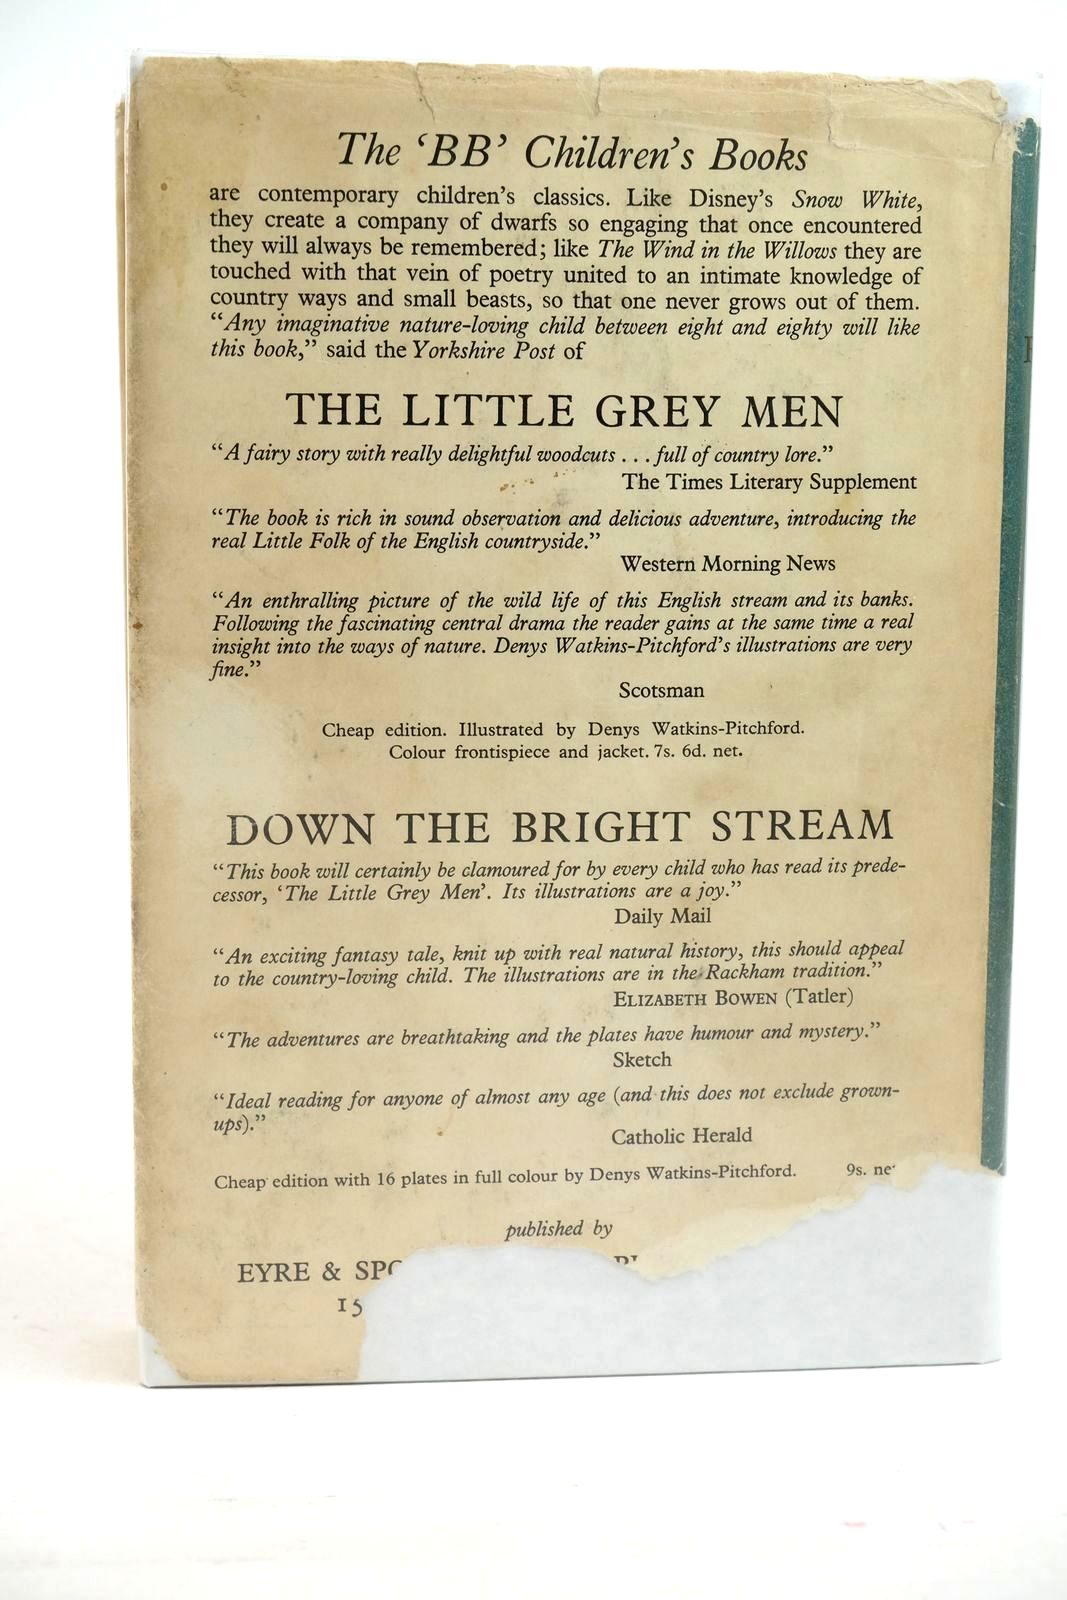 The ‘BB’ Children’s Books
are contemporary children’s classics. Like Disney’s Snow White,
they create a company of dwarfs so engaging that once encountered
they will always be remembered; like The Wind in the Willows they are
touched with that vein of poetry united to an intimate knowledge of
country ways and small beasts, so that one never grows out of them.
“Any imaginative nature-loving child between eight and eighty will like
this book,” said the Yorkshire Post of
THE LITTLE GREY MEN
“A fairy story with really delightful woodcuts . . . full of country lore.”
The Times Literary Supplement
“The book is rich in sound observation and delicious adventure, introducing the
real Little Folk of the English countryside.”
Western Morning News
“An enthralling picture of the wild life of this English stream and its banks.
Following the fascinating central drama the reader gains at the same time a real
insight into the ways of nature. Denys Watkins-Pitchford’s illustrations are very
fine.”
Scotsman
Cheap edition. Illustrated by Denys Watkins-Pitchford.
Colour frontispiece and jacket. 7s. 6d. net.
DOWN THE BRIGHT STREAM
“This book will certainly be clamoured for by every child who has read its prede-
cessor, ‘The Little Grey Men’. Its illustrations are a joy.”
Daily Mail
“An exciting fantasy tale, knit up with real natural history, this should appeal
to the country-loving child. The illustrations are in the Rackham tradition.”
ELIZABETH BOWEN (Tatler)
“The adventures are breathtaking and the plates have humour and mystery.”
Sketch
“Ideal reading for anyone of almost any age (and this does not exclude grown-
ups).”
Catholic Herald
Cheap edition with 16 plates in full colour by Denys Watkins-Pitchford. 9s. ne
published by
EYRE & SPO
15